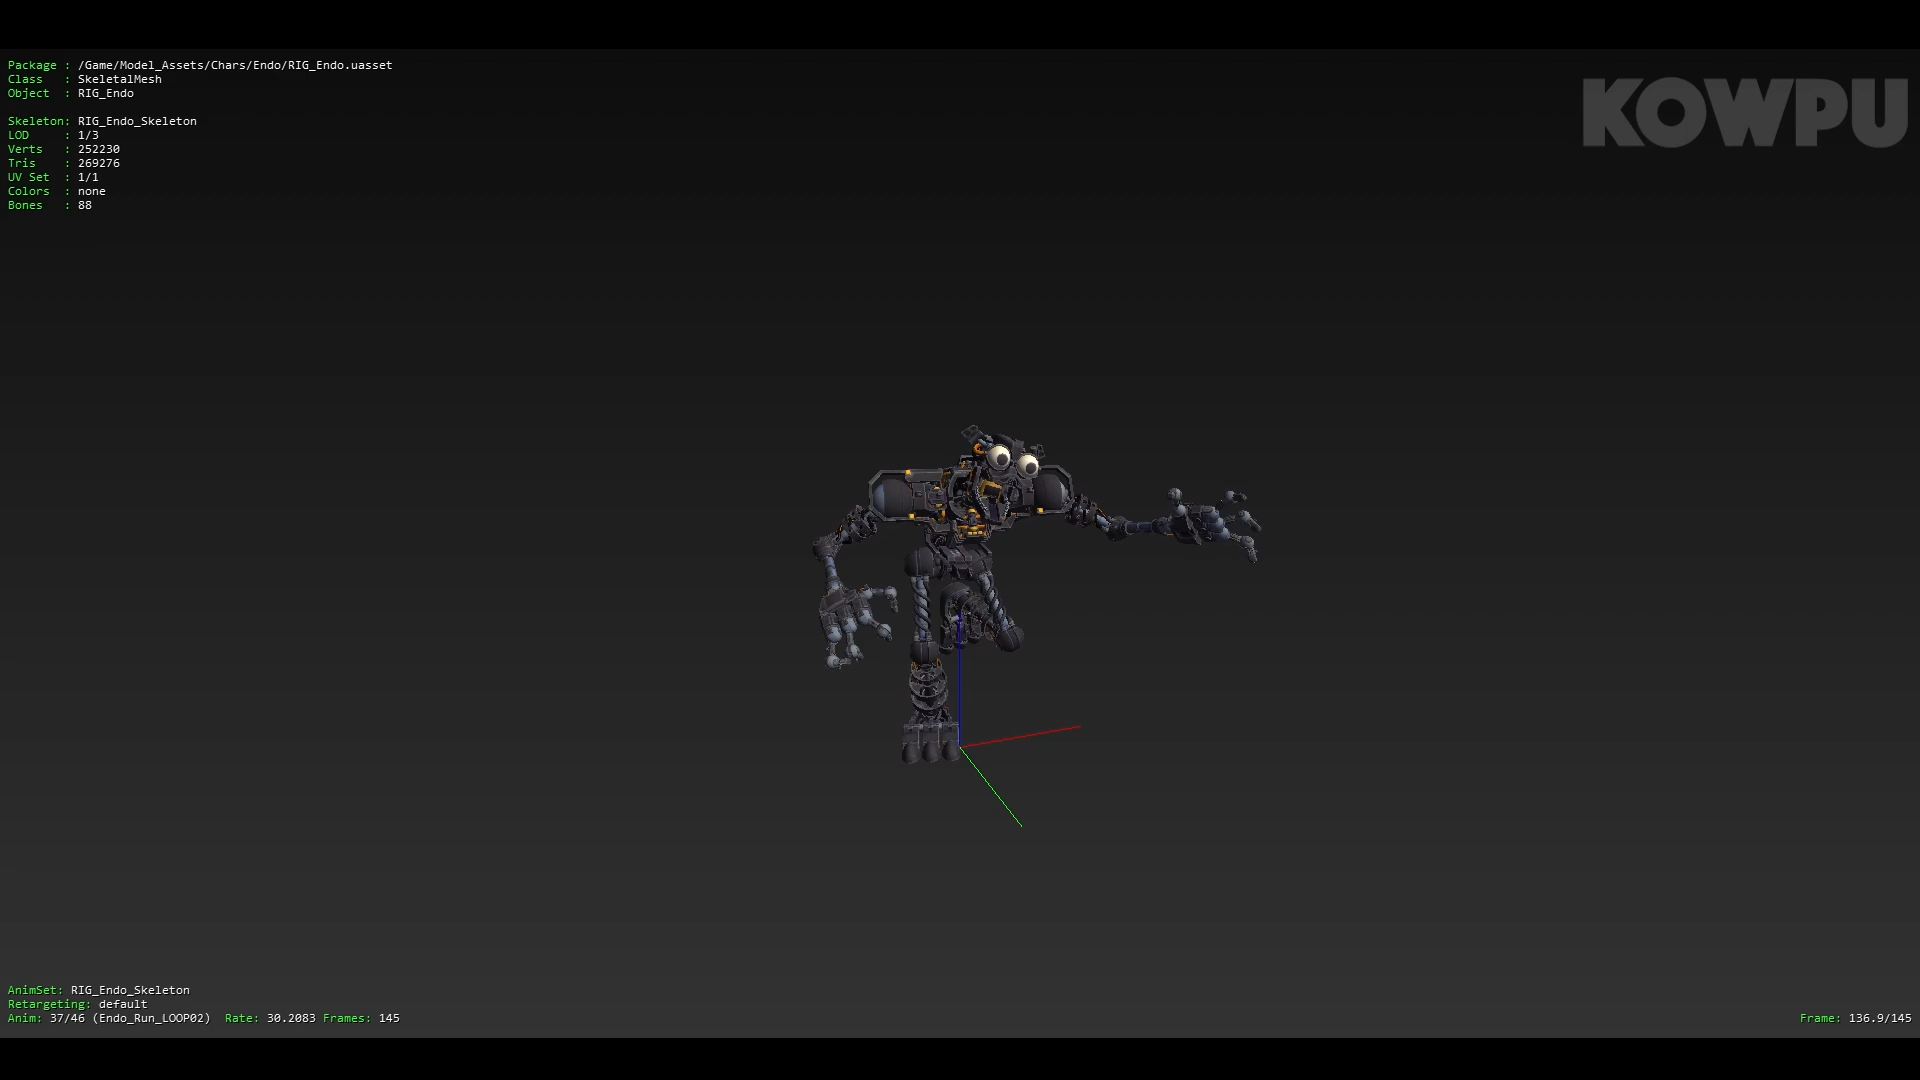 Package : /Game/Model_Assets/Chars/Endo/RIG_Endo.uasset
Class   : SkeletalMesh
Object  : RIG_Endo
KOWPU
Skeleton: RIG_Endo_Skeleton
LOD     : 1/3
Verts   : 252230
Tris    : 269276
UV Set  : 1/1
Colors  : none
Bones   : 88
AnimSet: RIG_Endo_Skeleton
Retargeting: default
Anim: 37/46 (Endo_Run_LOOP02)  Rate: 30.2083 Frames: 145
Frame: 136.9/145